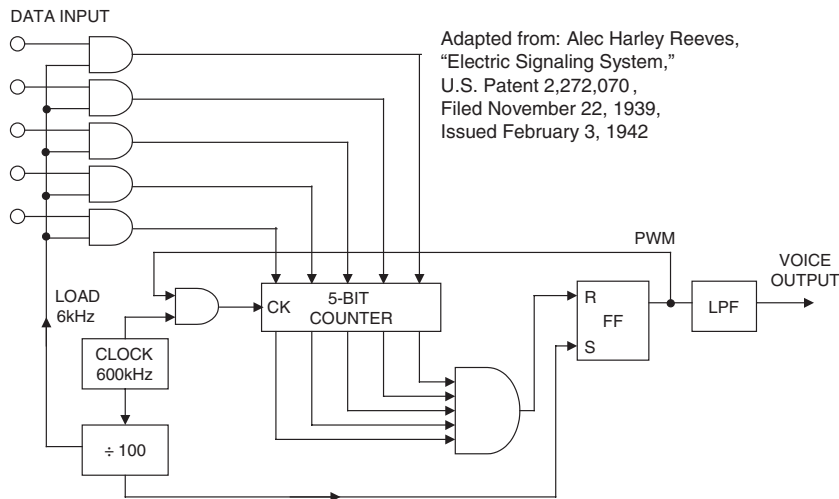 DATA INPUT
Adapted from: Alec Harley Reeves,
“Electric Signaling System,”
U.S. Patent 2,272,070,
Filed November 22, 1939,
Issued February 3, 1942
PWM
VOICE
OUTPUT
LOAD
6kHz
CK
5-BIT
COUNTER
R
FF
S
LPF
CLOCK
600kHz
÷ 100